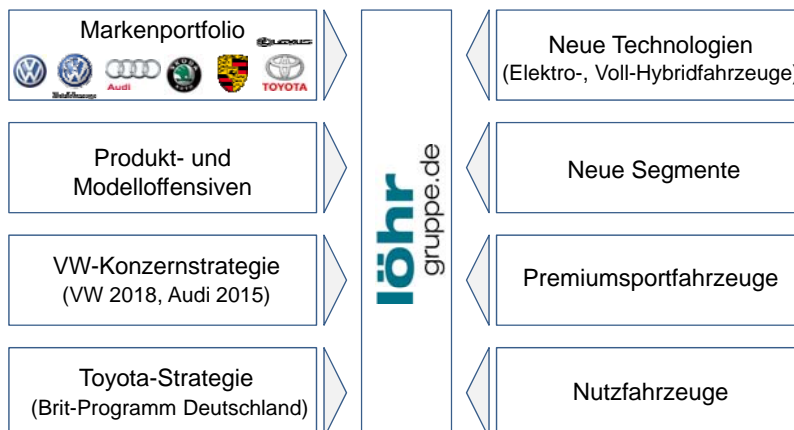 Markenportfolio
LEXUS
Audi
TOYOTA
Produkt- und
Modelloffensiven
VW-Konzernstrategie
(VW 2018, Audi 2015)
Toyota-Strategie
(Brit-Programm Deutschland)
löhr
gruppe.de
Neue Technologien
(Elektro-, Voll-Hybridfahrzeuge)
Neue Segmente
Premiumsportfahrzeuge
Nutzfahrzeuge